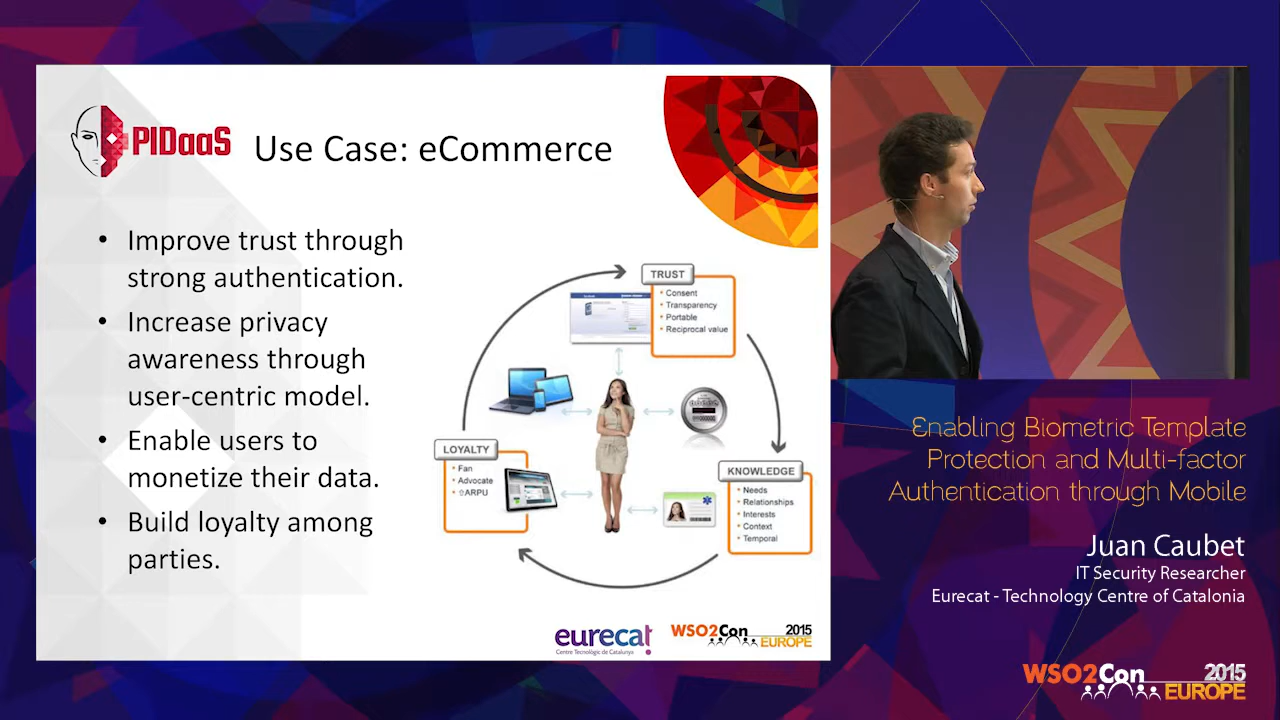 PIDaaS
Use Case: eCommerce
• Improve trust through
strong authentication.
• Increase privacy
awareness through
user-centric model.
• Enable users to
monetize their data.
• Build loyalty among
parties.
TRUST
• Consent
• Transparency
• Portable
• Reciprocal value
LOYALTY
• Fan
• Advocate
• ⇧ARPU
KNOWLEDGE
• Needs
• Relationships
• Interests
• Context
• Temporal
eurecat
Centre Tecnològic de Catalunya
WSO2Con 2015
EUROPE
Enabling Biometric Template
Protection and Multi-factor
Authentication through Mobile
Juan Caubet
IT Security Researcher
Eurecat - Technology Centre of Catalonia
WSO2Con 2015
EUROPE